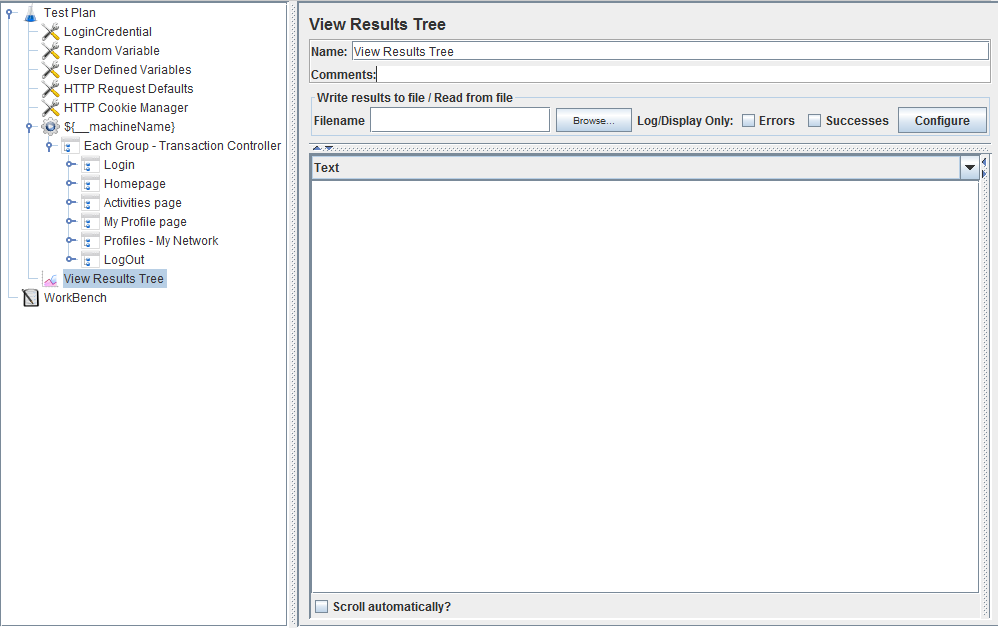 Test Plan
LoginCredential
Random Variable
User Defined Variables
HTTP Request Defaults
HTTP Cookie Manager
${__machineName}
Each Group - Transaction Controller
Login
Homepage
Activities page
My Profile page
Profiles - My Network
LogOut
View Results Tree
WorkBench
View Results Tree
Name: View Results Tree
Comments:
Write results to file / Read from file
Filename Browse... Log/Display Only: Errors Successes Configure
Text
Scroll automatically?